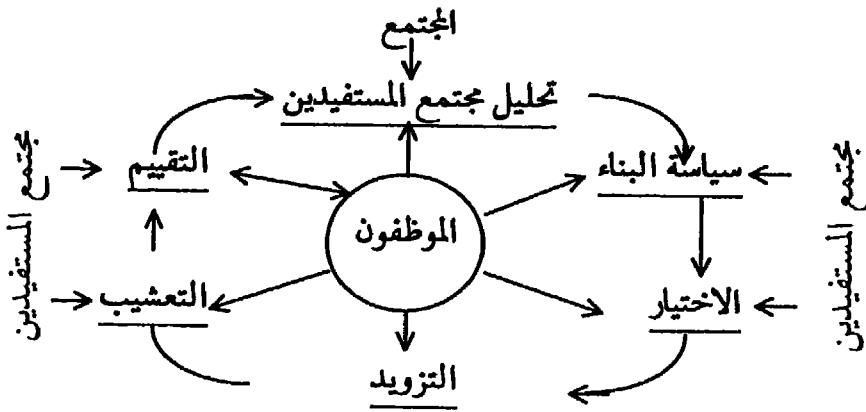 المجتمع
تحليل مجتمع المستفيدين
سياسة البناء
التقييم
مجتمع المستفيدين
مجتمع المستفيدين
الموظفون
الاختيار
التعشيب
التزويد